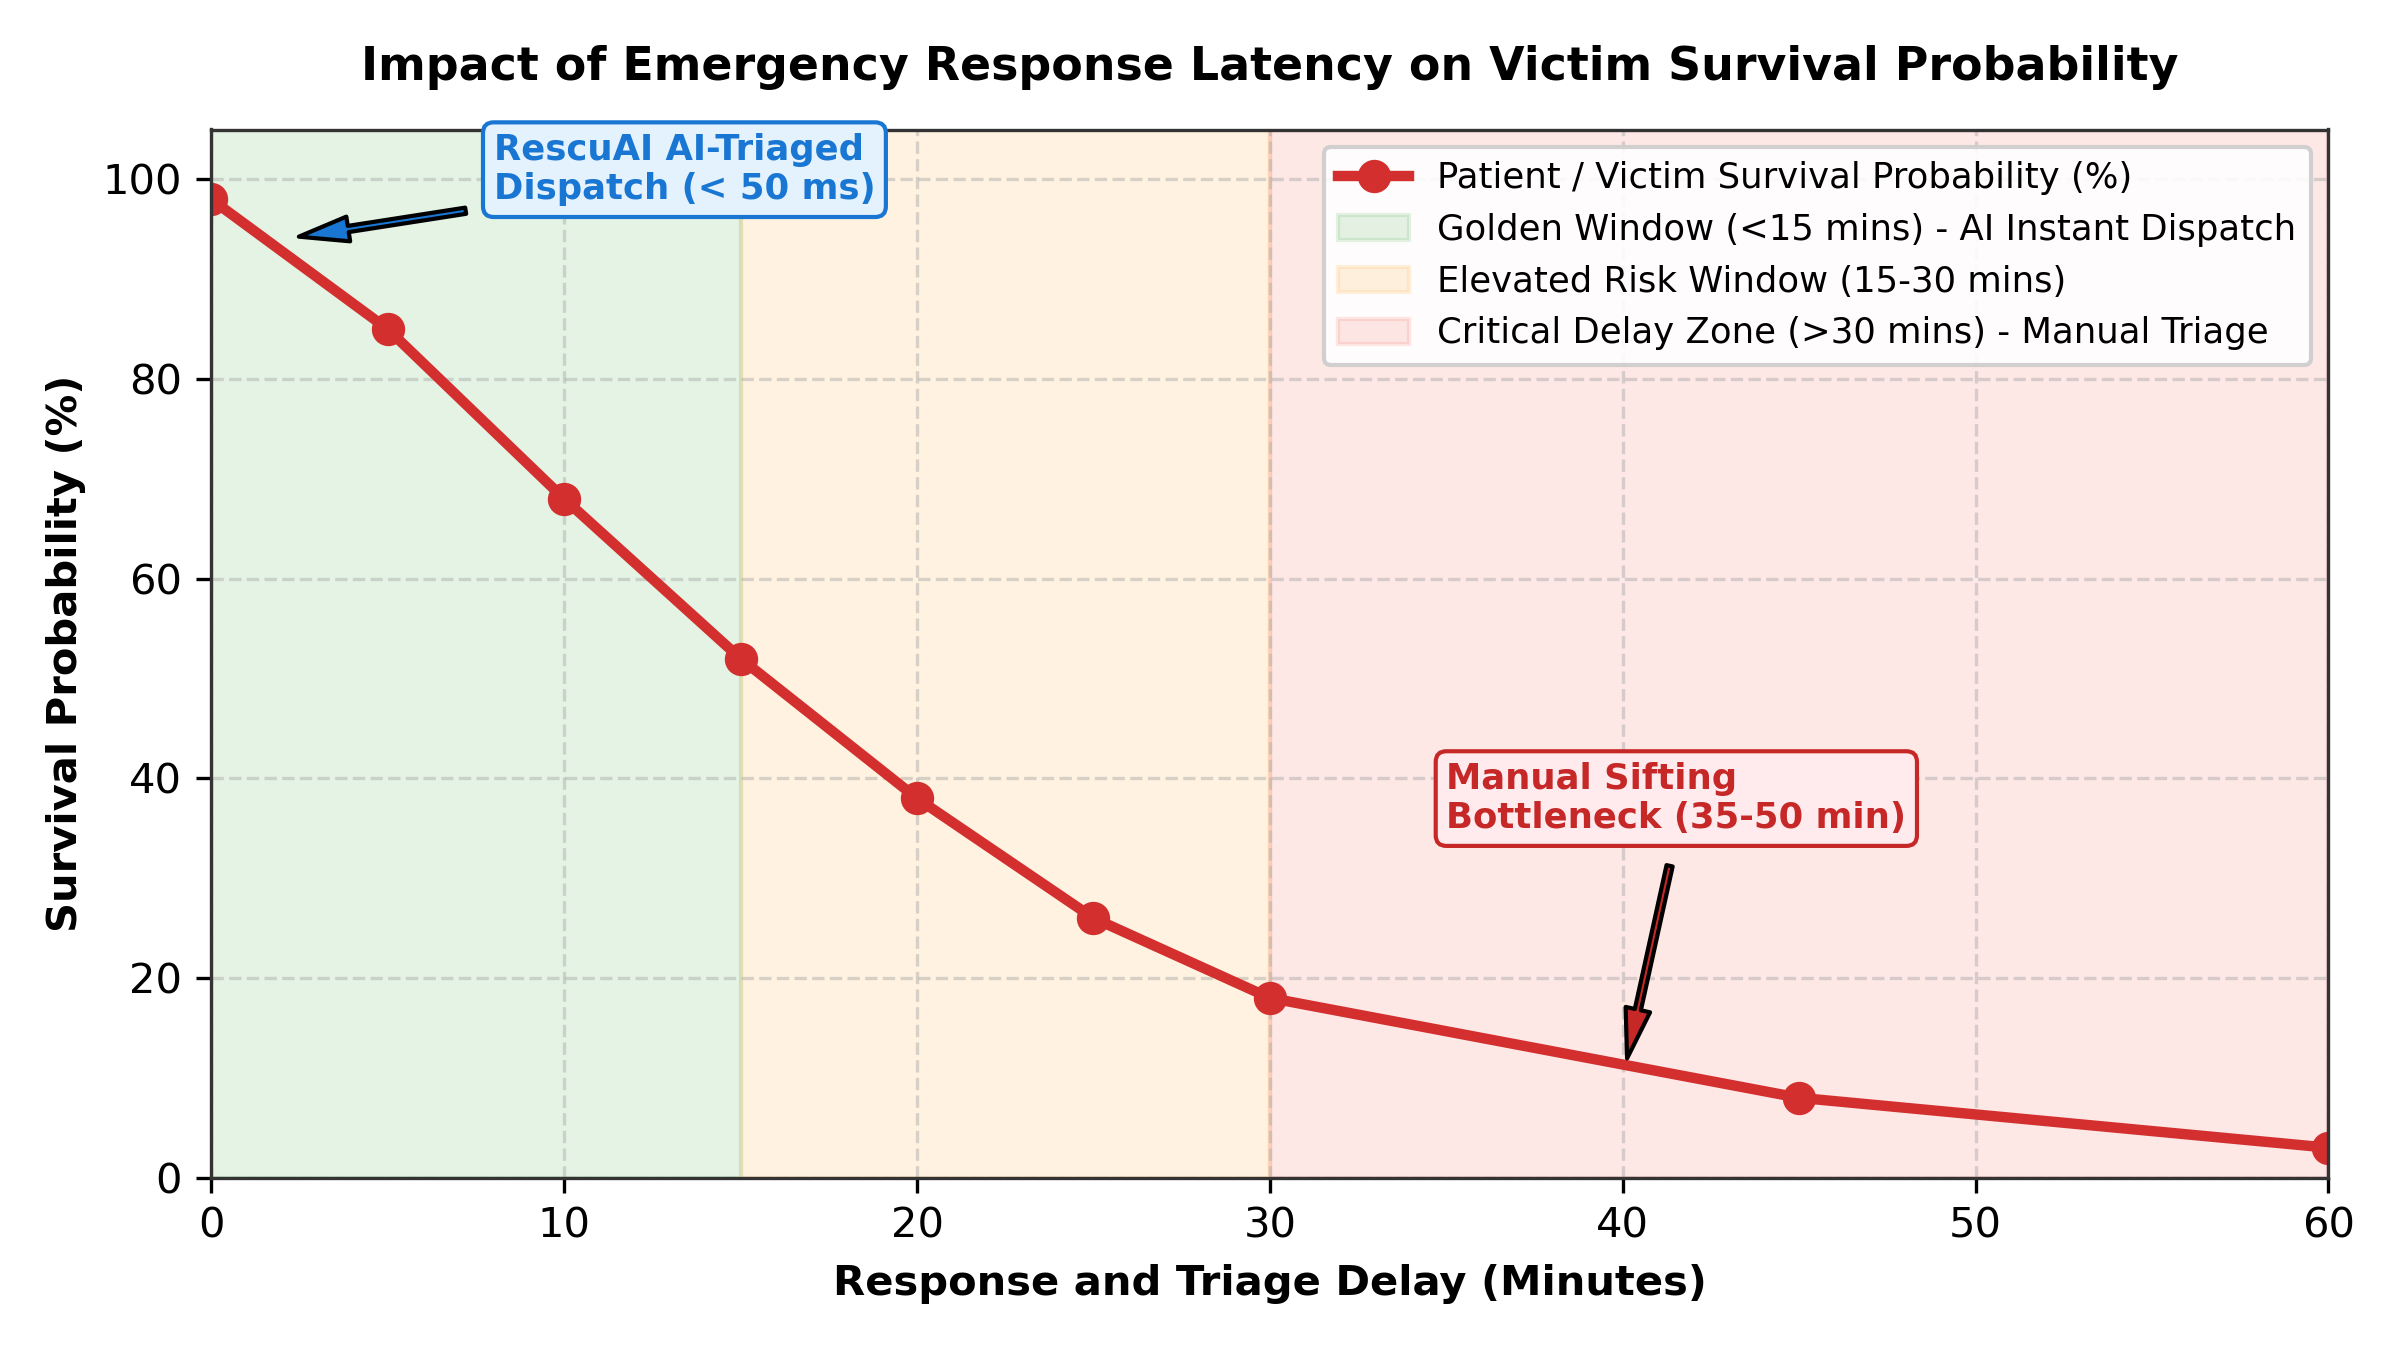 Impact of Emergency Response Latency on Victim Survival Probability
RescuAI AI-Triaged
Dispatch (< 50 ms)
Patient / Victim Survival Probability (%)
Golden Window (<15 mins) - AI Instant Dispatch
Elevated Risk Window (15-30 mins)
Critical Delay Zone (>30 mins) - Manual Triage
Survival Probability (%)
100
80
60
40
20
0
Manual Sifting
Bottleneck (35-50 min)
0 10 20 30 40 50 60
Response and Triage Delay (Minutes)